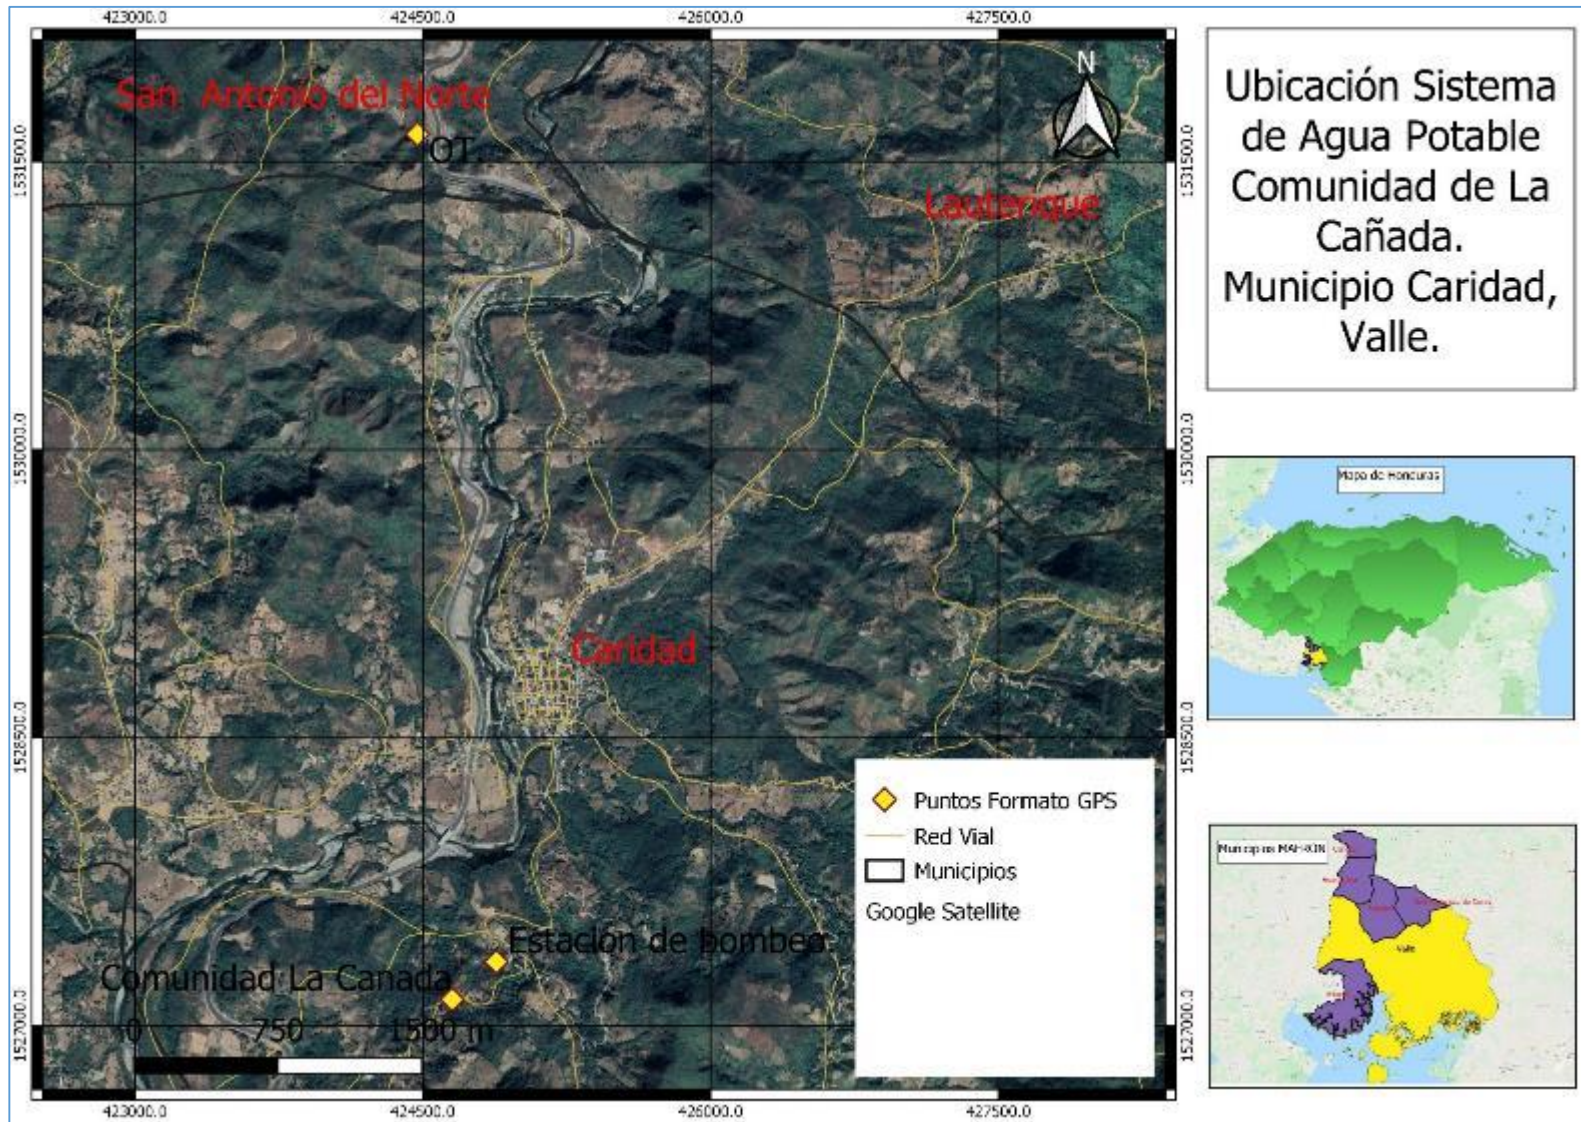 423000.0 424500.0 426000.0 427500.0
San Antonio del Norte
OT
N
Lauterique
1531500.0 1531500.0
1530000.0 1530000.0
Caridad
1528500.0 1528500.0
Puntos Formato GPS
Red Vial
Municipios
Google Satellite
Estación de bombeo
Comunidad La Canada
0 750 1500 m
1527000.0 1527000.0
423000.0 424500.0 426000.0 427500.0
Ubicación Sistema
de Agua Potable
Comunidad de La
Cañada.
Municipio Caridad,
Valle.
Mapa de Honduras
Municipios
Valle